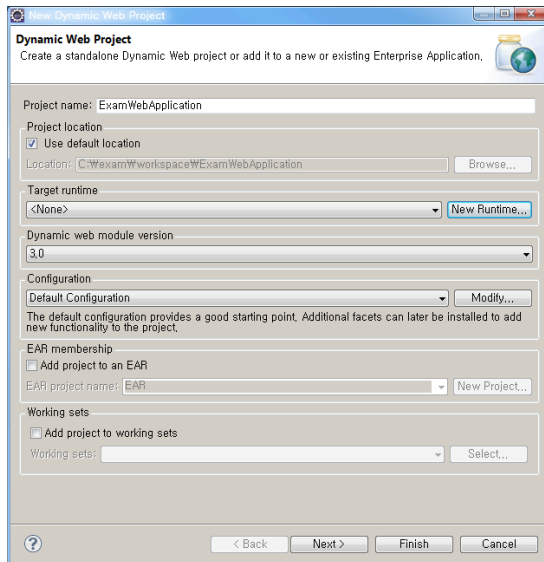 New Dynamic Web Project
Dynamic Web Project
Create a standalone Dynamic Web project or add it to a new or existing Enterprise Application.
Project name: ExamWebApplication
Project location
Use default location
Location: C:₩exam₩workspace₩ExamWebApplication Browse...
Target runtime
<None> New Runtime...
Dynamic web module version
3.0
Configuration
Default Configuration Modify...
The default configuration provides a good starting point. Additional facets can later be installed to add
new functionality to the project.
EAR membership
Add project to an EAR
EAR project name: EAR New Project...
Working sets
Add project to working sets
Working sets: Select...
? < Back Next > Finish Cancel